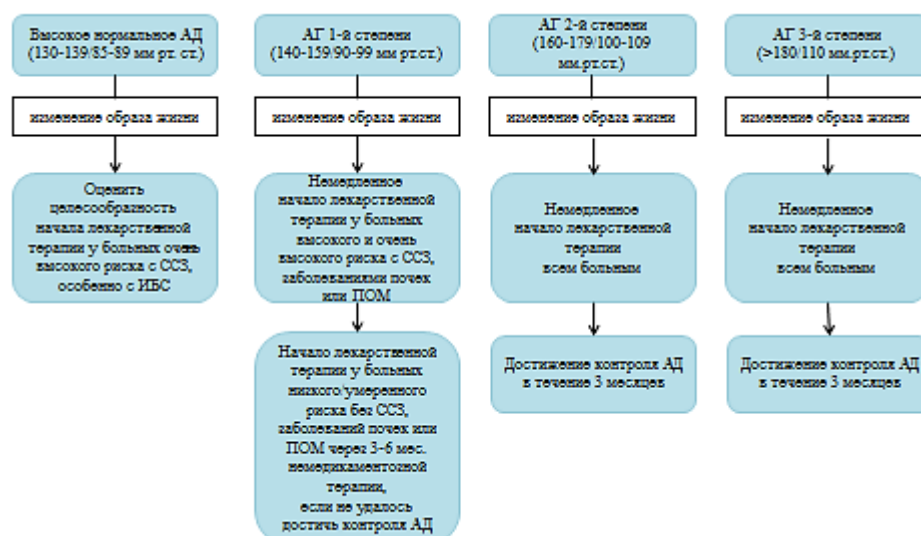 Высокое нормальное АД
(130-139/85-89 мм рт. ст.)
изменение образа жизни
Оценить
целесообразность
начала лекарственной
терапии у больных очень
высокого риска с ССЗ,
особенно с ИБС
АГ 1-й степени
(140-159/90-99 мм рт.ст.)
изменение образа жизни
Немедленное
начало лекарственной
терапии у больных
высокого и очень
высокого риска с ССЗ,
заболеваниями почек
или ПОМ
Начало лекарственной
терапии у больных
низкого/умеренного
риска без ССЗ,
заболеваний почек или
ПОМ через 3-6 мес.
немедикаментозной
терапии,
если не удалось
достичь контроля АД
АГ 2-й степени
(160-179/100-109
мм.рт.ст.)
изменение образа жизни
Немедленное
начало лекарственной
терапии
всем больным
Достижение контроля АД
в течение 3 месяцев
АГ 3-й степени
(>180/110 мм.рт.ст.)
изменение образа жизни
Немедленное
начало лекарственной
терапии
всем больным
Достижение контроля АД
в течение 3 месяцев